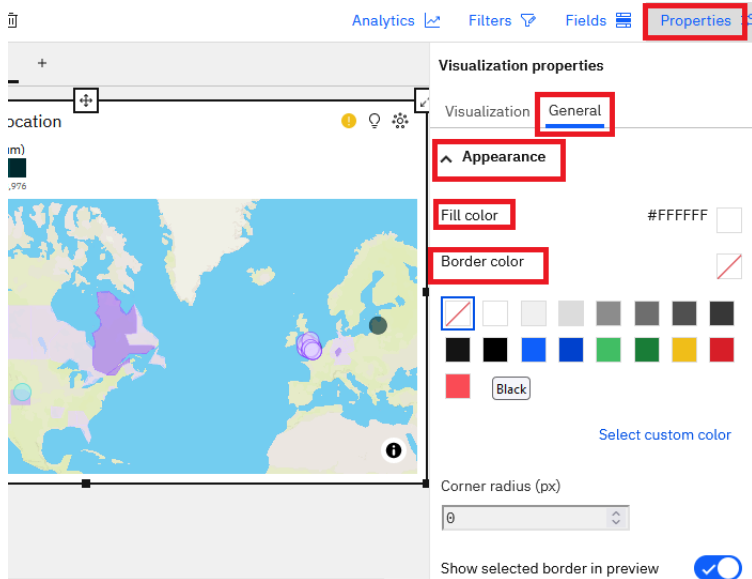 Analytics Filters Fields Properties
+
Visualization properties
ocation
Visualization General
um)
,976
Appearance
Fill color #FFFFFF
Border color
Black
Select custom color
Corner radius (px)
0
Show selected border in preview